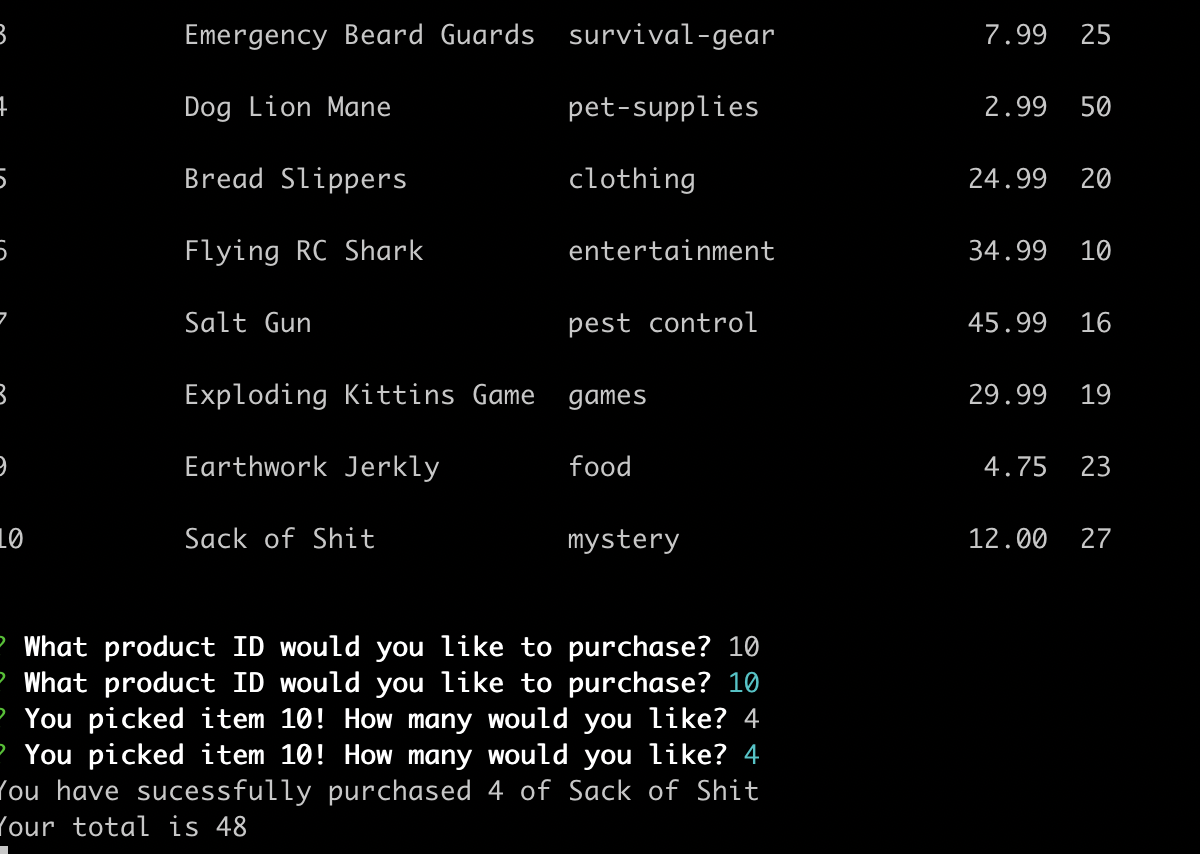 3 Emergency Beard Guards survival-gear 7.99 25
4 Dog Lion Mane pet-supplies 2.99 50
5 Bread Slippers clothing 24.99 20
6 Flying RC Shark entertainment 34.99 10
7 Salt Gun pest control 45.99 16
8 Exploding Kittins Game games 29.99 19
9 Earthwork Jerkly food 4.75 23
10 Sack of Shit mystery 12.00 27
? What product ID would you like to purchase? 10
? What product ID would you like to purchase? 10
? You picked item 10! How many would you like? 4
? You picked item 10! How many would you like? 4
You have sucessfully purchased 4 of Sack of Shit
Your total is 48